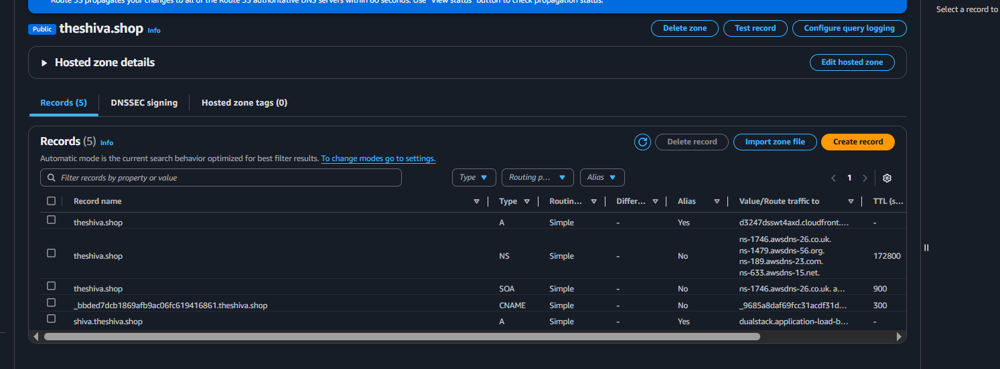 Route 53 propagates your changes to all of the Route 53 authoritative DNS servers within 60 seconds. Use "View status" button to check propagation status.
Select a record to
Public theshiva.shop Info
Delete zone Test record Configure query logging
Hosted zone details
Edit hosted zone
Records (5) DNSSEC signing Hosted zone tags (0)
Records (5) Info
Delete record Import zone file Create record
Automatic mode is the current search behavior optimized for best filter results. To change modes go to settings.
Filter records by property or value Type Routing p... Alias 1
Record name Type Routin... Differ... Alias Value/Route traffic to TTL (s...
theshiva.shop A Simple - Yes d3247dsswt4axd.cloudfront.... -
theshiva.shop NS Simple - No ns-1746.awsdns-26.co.uk.
ns-1479.awsdns-56.org.
ns-189.awsdns-23.com.
ns-633.awsdns-15.net.
172800
theshiva.shop SOA Simple - No ns-1746.awsdns-26.co.uk. a... 900
_bbded7dcb1869afb9ac06fc619416861.theshiva.shop CNAME Simple - No _9685a8daf69fcc31acdf31d... 300
shiva.theshiva.shop A Simple - Yes dualstack.application-load-b... -